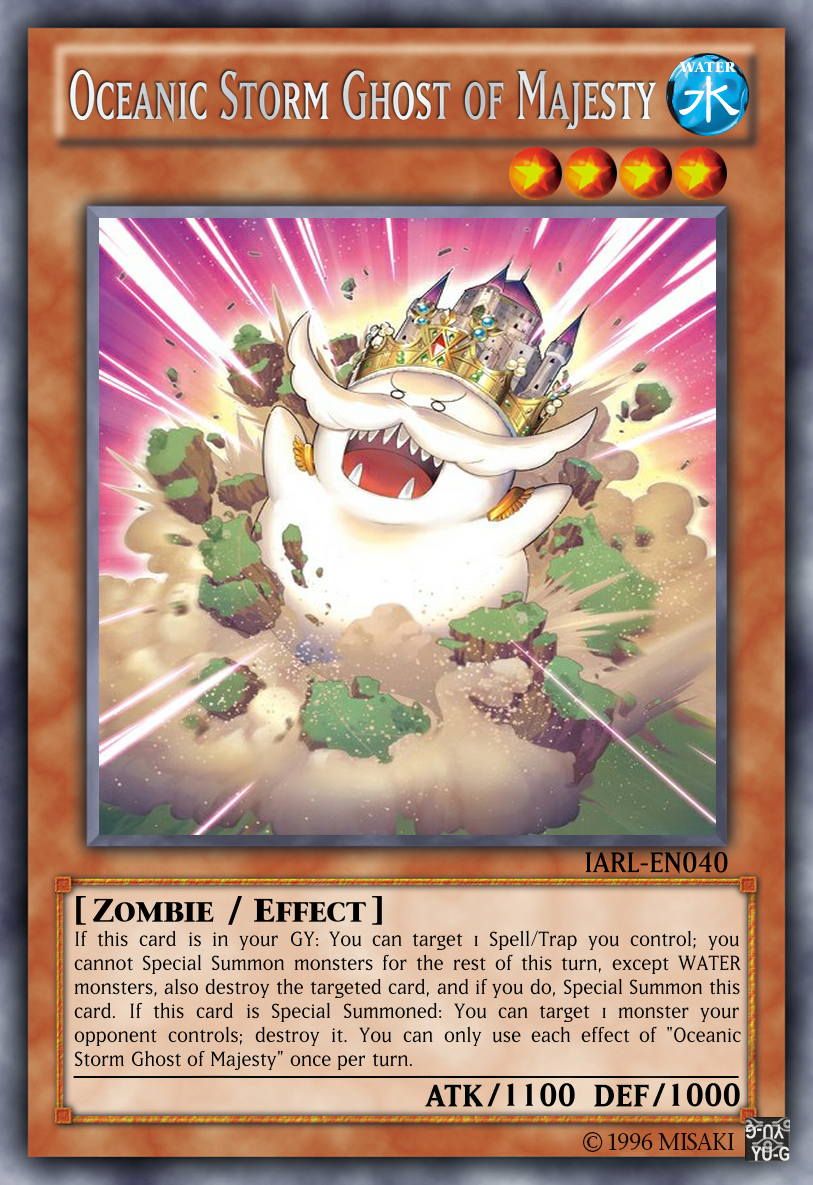 Oceanic Storm Ghost of Majesty
WATER
水
IARL-EN040
[ Zombie / Effect ]
If this card is in your GY: You can target 1 Spell/Trap you control; you
cannot Special Summon monsters for the rest of this turn, except WATER
monsters, also destroy the targeted card, and if you do, Special Summon this
card. If this card is Special Summoned: You can target 1 monster your
opponent controls; destroy it. You can only use each effect of "Oceanic
Storm Ghost of Majesty" once per turn.
ATK/1100 DEF/1000
© 1996 MISAKI
YU-G
YU-G